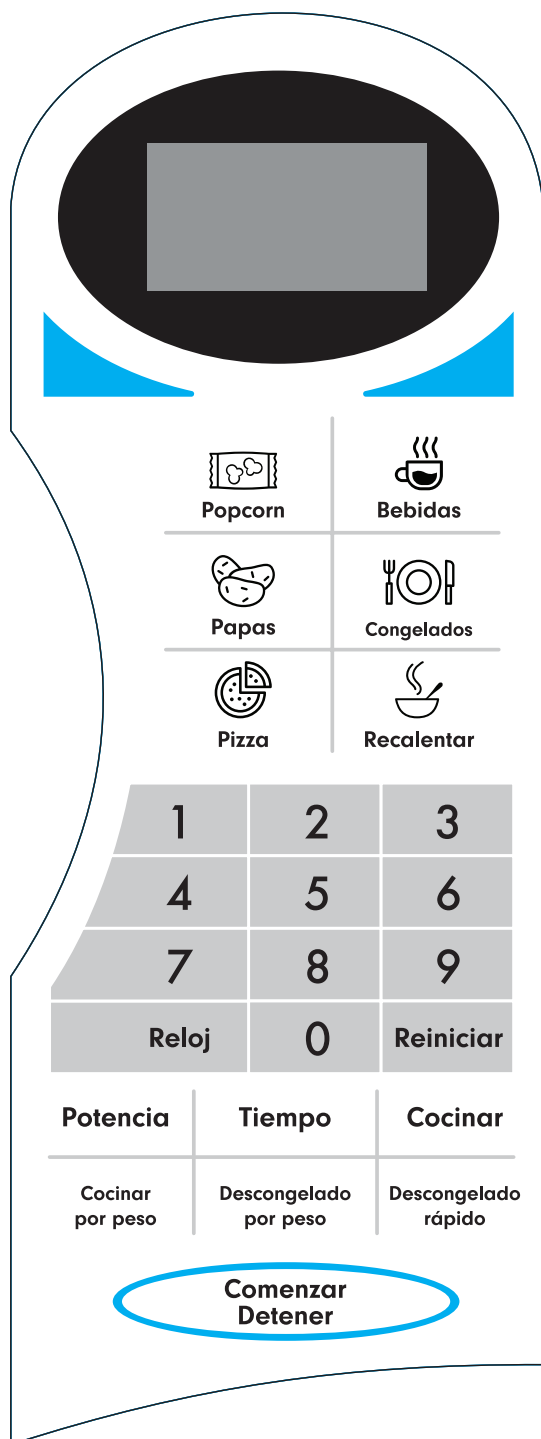 Popcorn
Bebidas
Papas
Congelados
Pizza
Recalentar
1 2 3
4 5 6
7 8 9
Reloj 0 Reiniciar
Potencia Tiempo Cocinar
Cocinar
por peso
Descongelado
por peso
Descongelado
rápido
Comenzar
Detener